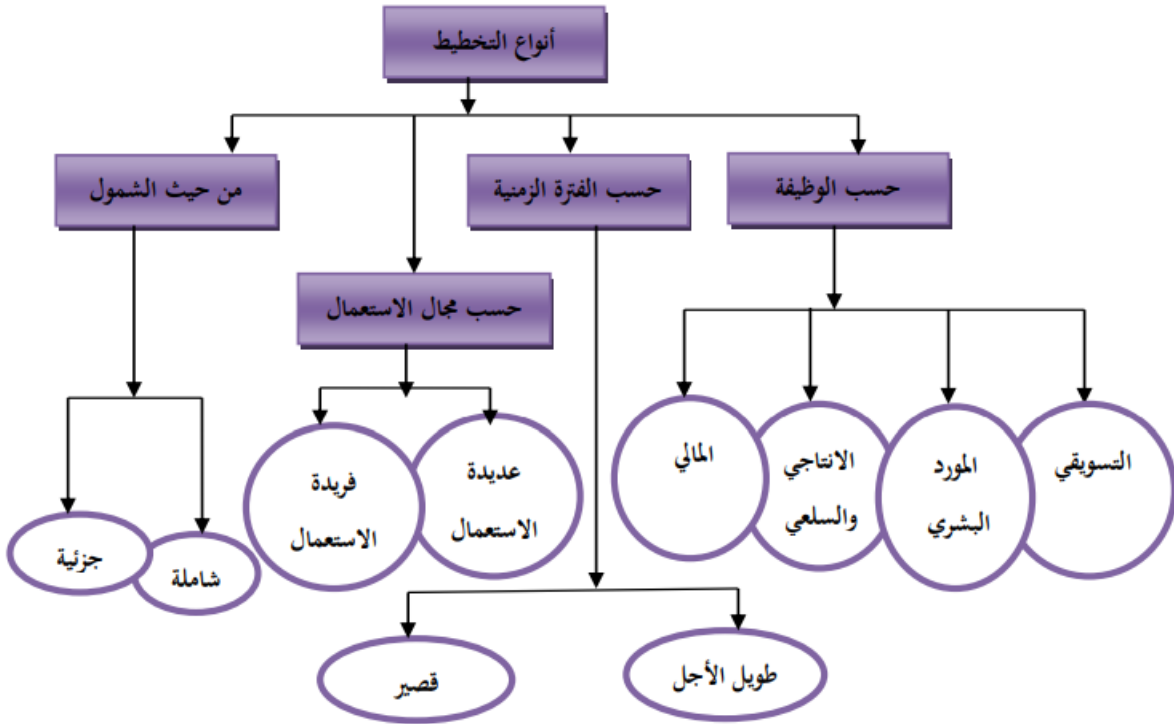 أنواع التخطيط
حسب الوظيفة
حسب الفترة الزمنية
من حيث الشمول
حسب مجال الاستعمال
التسويقي
المورد
البشري
الانتاجي
والسلعي
المالي
عديدة
الاستعمال
فريدة
الاستعمال
شاملة
جزئية
طويل الأجل
قصير